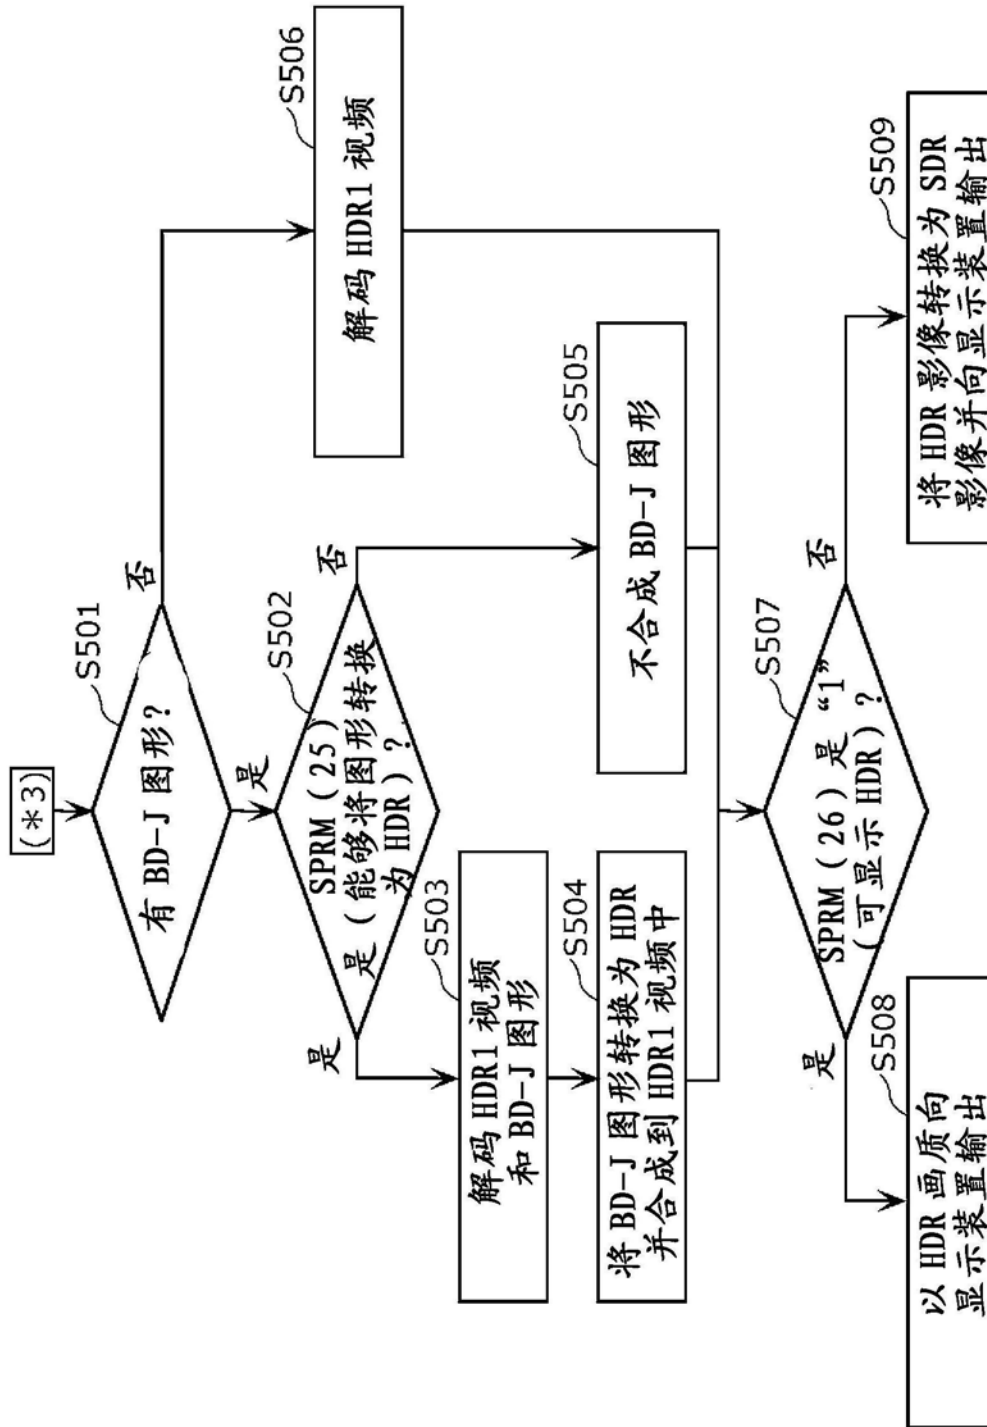 (*3)
S501
有 BD-J 图形?
否
是
S502
SPRM (25)
是 (能够将图形转换
为 HDR) ?
是
否
S503
解码 HDR1 视频
和 BD-J 图形
S504
将 BD-J 图形转换为 HDR
并合成到 HDR1 视频中
S505
不合成 BD-J 图形
S506
解码 HDR1 视频
S507
SPRM (26) 是 “1”
(可显示 HDR) ?
是
否
S508
以 HDR 画质向
显示装置输出
S509
将 HDR 影像转换为 SDR
影像并向显示装置输出